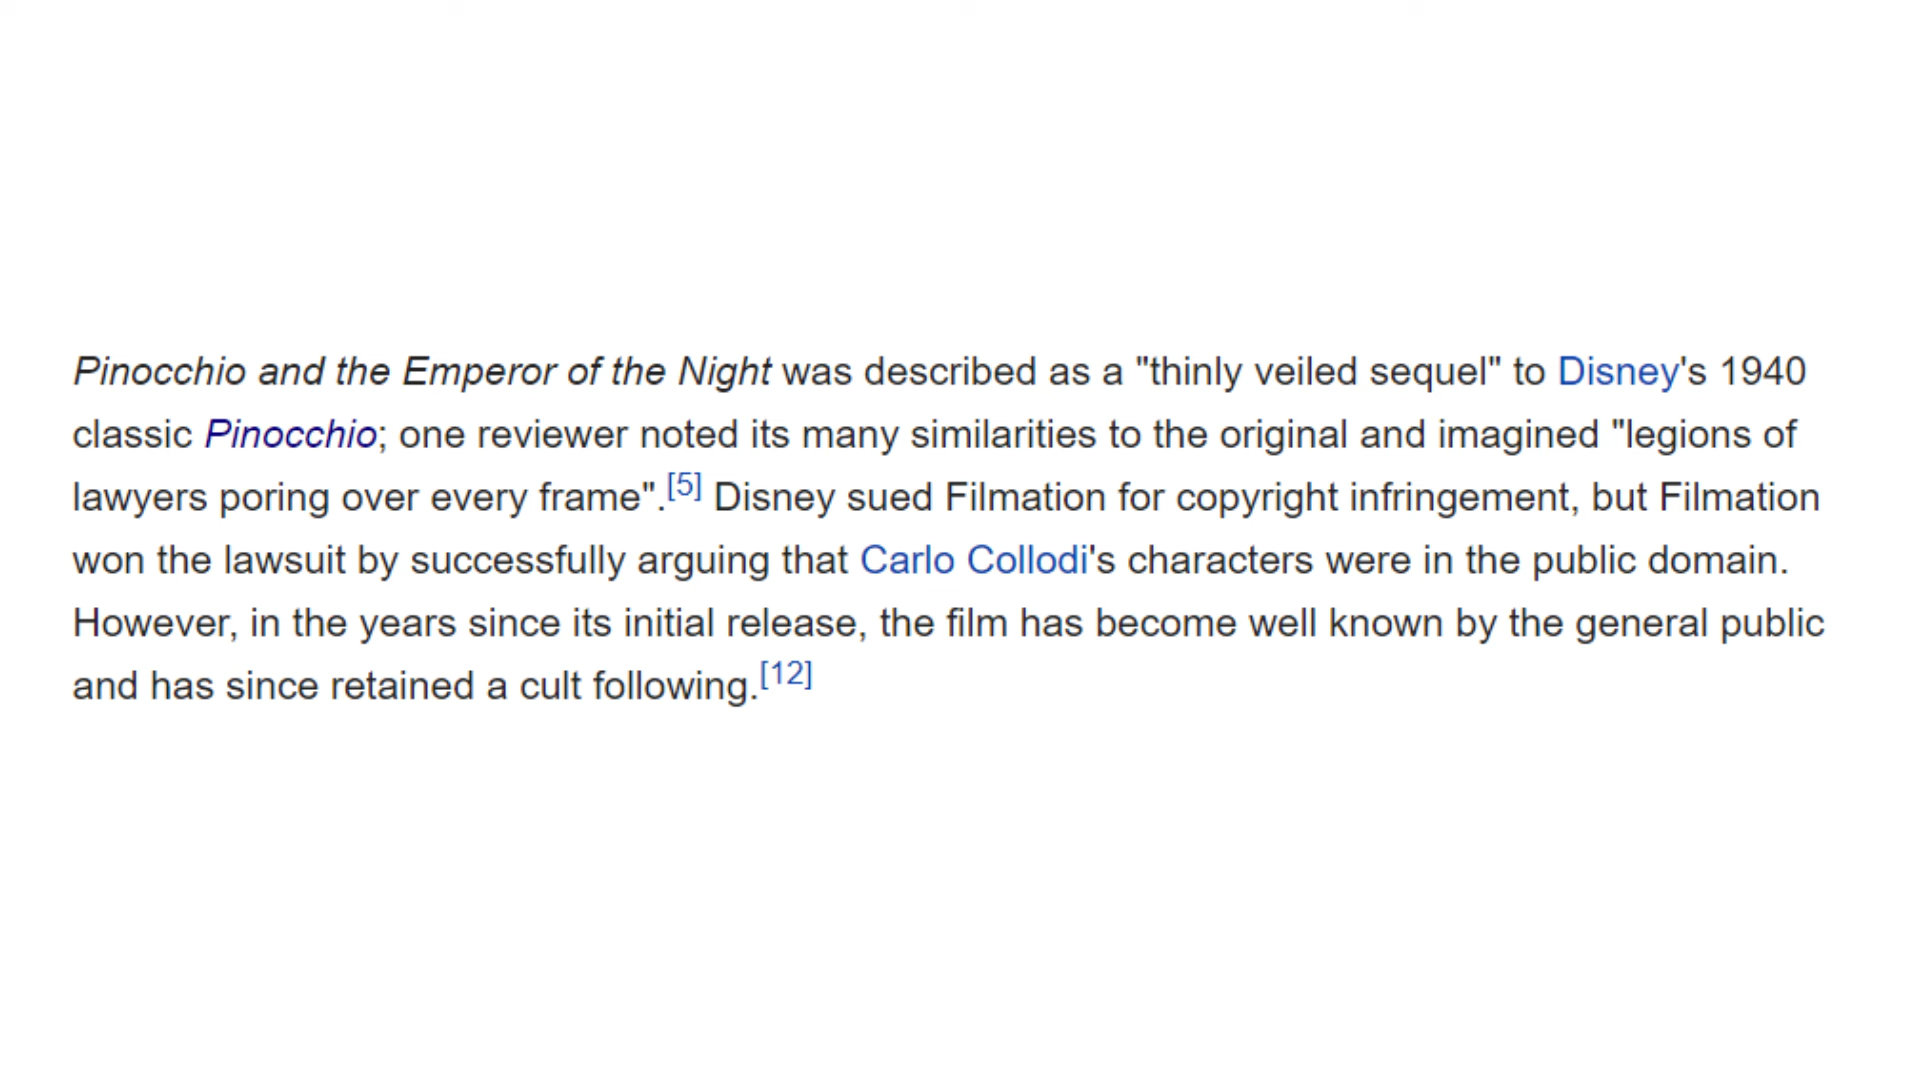 Pinocchio and the Emperor of the Night was described as a "thinly veiled sequel" to Disney's 1940
classic Pinocchio; one reviewer noted its many similarities to the original and imagined "legions of
lawyers poring over every frame".[5] Disney sued Filmation for copyright infringement, but Filmation
won the lawsuit by successfully arguing that Carlo Collodi's characters were in the public domain.
However, in the years since its initial release, the film has become well known by the general public
and has since retained a cult following.[12]